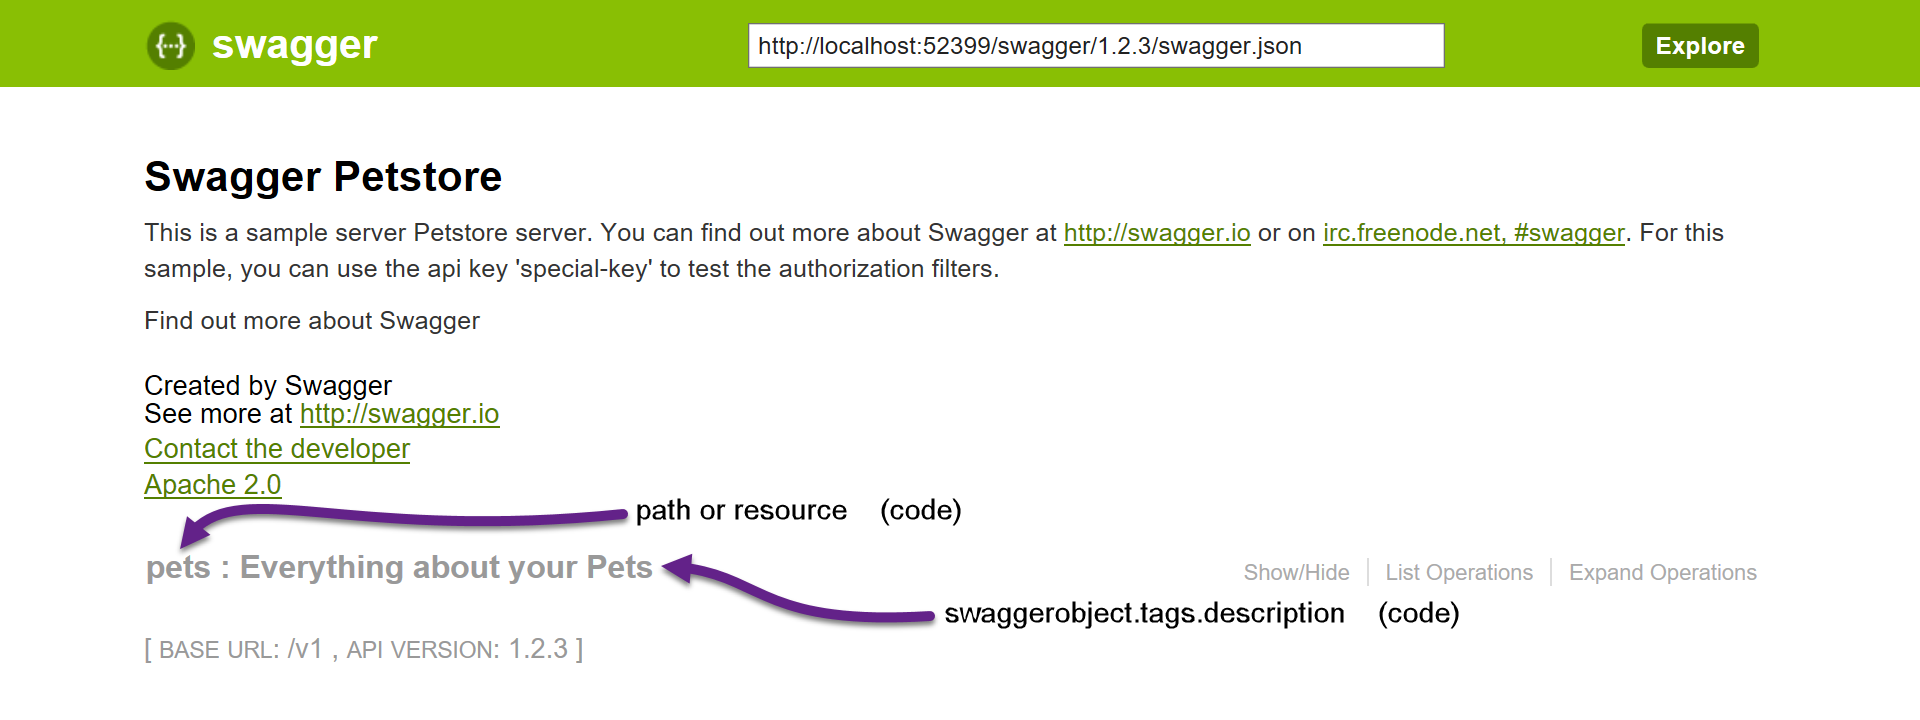 {···} swagger
http://localhost:52399/swagger/1.2.3/swagger.json
Explore
Swagger Petstore
This is a sample server Petstore server. You can find out more about Swagger at http://swagger.io or on irc.freenode.net, #swagger. For this
sample, you can use the api key 'special-key' to test the authorization filters.
Find out more about Swagger
Created by Swagger
See more at http://swagger.io
Contact the developer
Apache 2.0
path or resource (code)
pets : Everything about your Pets
Show/Hide | List Operations | Expand Operations
swaggerobject.tags.description (code)
[ BASE URL: /v1 , API VERSION: 1.2.3 ]